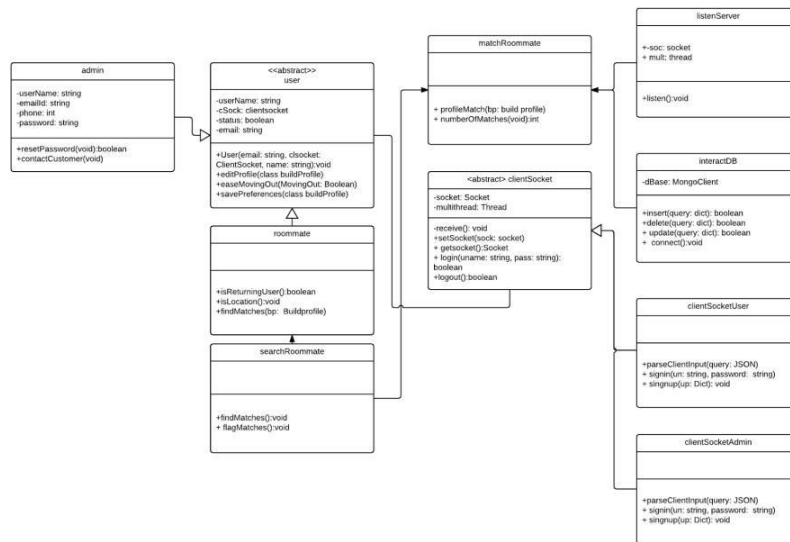 admin
-userName: string
-emailId: string
-phone: int
-password: string
+resetPassword(void):boolean
+contactCustomer(void)
<<abstract>>
user
-userName: string
-cSock: clientsocket
-status: boolean
-email: string
+User(email: string, clsocket:
ClientSocket, name: string):void
+editProfile(class buildProfile)
+easeMovingOut(MovingOut: Boolean)
+savePreferences(class buildProfile)
roommate
+isReturningUser():boolean
+isLocation():void
+findMatches(bp: Buildprofile)
searchRoommate
+findMatches():void
+ flagMatches():void
matchRoommate
+ profileMatch(bp: build profile)
+ numberOfMatches(void):int
<abstract> clientSocket
-socket: Socket
-multithread: Thread
-receive(): void
+setSocket(sock: socket)
+ getsocket():Socket
+ login(uname: string, pass: string):
boolean
+logout():boolean
listenServer
+-soc: socket
+ mult: thread
+listen():void
interactDB
-dBase: MongoClient
+insert(query: dict): boolean
+delete(query: dict): boolean
+ update(query: dict): boolean
+ connect():void
clientSocketUser
+parseClientInput(query: JSON)
+ signin(un: string, password: string)
+ singnup(up: Dict): void
clientSocketAdmin
+parseClientInput(query: JSON)
+ signin(un: string, password: string)
+ singnup(up: Dict): void